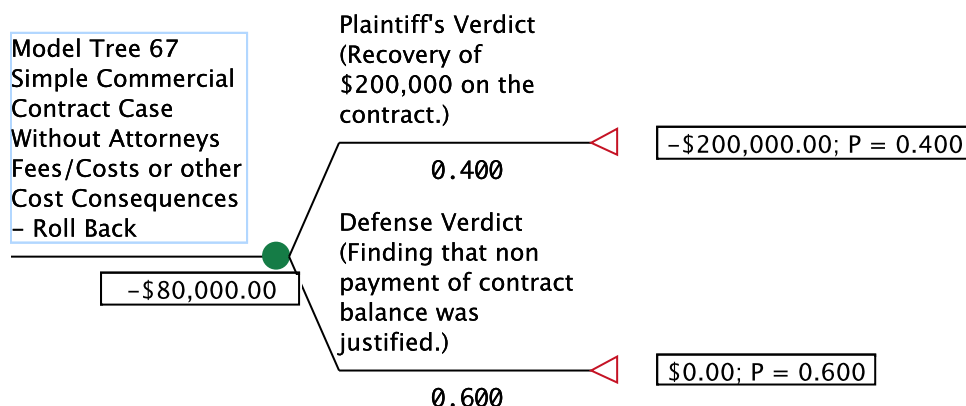 Model Tree 67
Simple Commercial
Contract Case
Without Attorneys
Fees/Costs or other
Cost Consequences
– Roll Back
-$80,000.00
Plaintiff's Verdict
(Recovery of
$200,000 on the
contract.)
0.400
-$200,000.00; P = 0.400
Defense Verdict
(Finding that non
payment of contract
balance was
justified.)
0.600
$0.00; P = 0.600